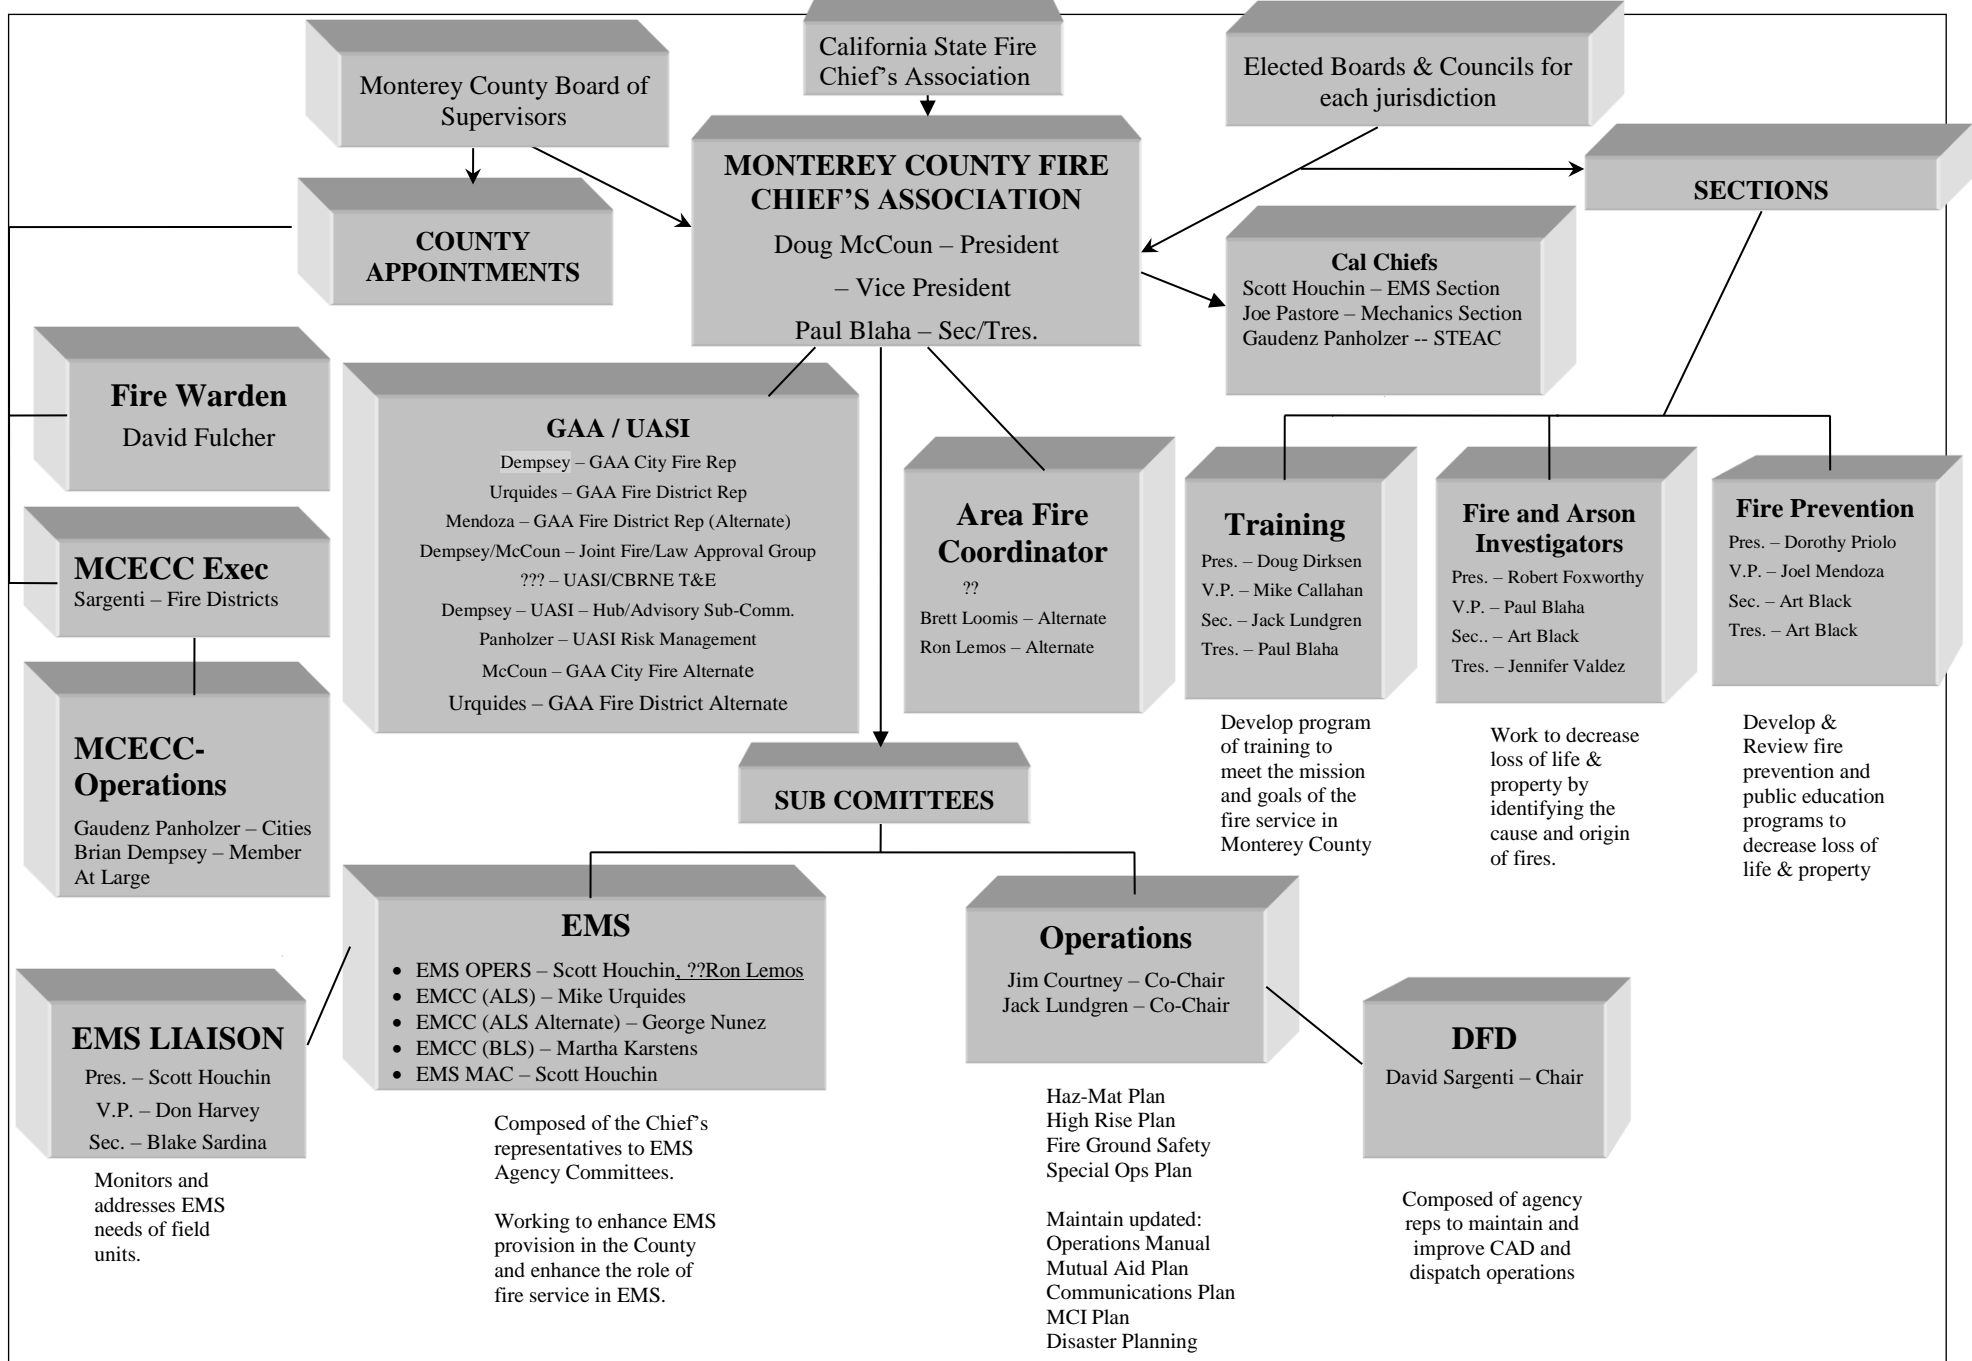 California State Fire
Chief’s Association
Monterey County Board of
Supervisors
Elected Boards & Councils for
each jurisdiction
MONTEREY COUNTY FIRE
CHIEF’S ASSOCIATION
Doug McCoun – President
– Vice President
Paul Blaha – Sec/Tres.
SECTIONS
COUNTY
APPOINTMENTS
Cal Chiefs
Scott Houchin – EMS Section
Joe Pastore – Mechanics Section
Gaudenz Panholzer -- STEAC
Fire Warden
David Fulcher
GAA / UASI
Dempsey – GAA City Fire Rep
Urquides – GAA Fire District Rep
Mendoza – GAA Fire District Rep (Alternate)
Dempsey/McCoun – Joint Fire/Law Approval Group
??? – UASI/CBRNE T&E
Dempsey – UASI – Hub/Advisory Sub-Comm.
Panholzer – UASI Risk Management
McCoun – GAA City Fire Alternate
Urquides – GAA Fire District Alternate
Area Fire
Coordinator
??
Brett Loomis – Alternate
Ron Lemos – Alternate
Training
Pres. – Doug Dirksen
V.P. – Mike Callahan
Sec. – Jack Lundgren
Tres. – Paul Blaha
Fire and Arson
Investigators
Pres. – Robert Foxworthy
V.P. – Paul Blaha
Sec.. – Art Black
Tres. – Jennifer Valdez
Fire Prevention
Pres. – Dorothy Priolo
V.P. – Joel Mendoza
Sec. – Art Black
Tres. – Art Black
MCECC Exec
Sargenti – Fire Districts
MCECC-
Operations
Gaudenz Panholzer – Cities
Brian Dempsey – Member
At Large
Develop program
of training to
meet the mission
and goals of the
fire service in
Monterey County
Work to decrease
loss of life &
property by
identifying the
cause and origin
of fires.
Develop &
Review fire
prevention and
public education
programs to
decrease loss of
life & property
SUB COMITTEES
EMS
• EMS OPERS – Scott Houchin, ??Ron Lemos
• EMCC (ALS) – Mike Urquides
• EMCC (ALS Alternate) – George Nunez
• EMCC (BLS) – Martha Karstens
• EMS MAC – Scott Houchin
Operations
Jim Courtney – Co-Chair
Jack Lundgren – Co-Chair
EMS LIAISON
Pres. – Scott Houchin
V.P. – Don Harvey
Sec. – Blake Sardina
DFD
David Sargenti – Chair
Monitors and
addresses EMS
needs of field
units.
Composed of the Chief’s
representatives to EMS
Agency Committees.
Working to enhance EMS
provision in the County
and enhance the role of
fire service in EMS.
Haz-Mat Plan
High Rise Plan
Fire Ground Safety
Special Ops Plan
Maintain updated:
Operations Manual
Mutual Aid Plan
Communications Plan
MCI Plan
Disaster Planning
Composed of agency
reps to maintain and
improve CAD and
dispatch operations